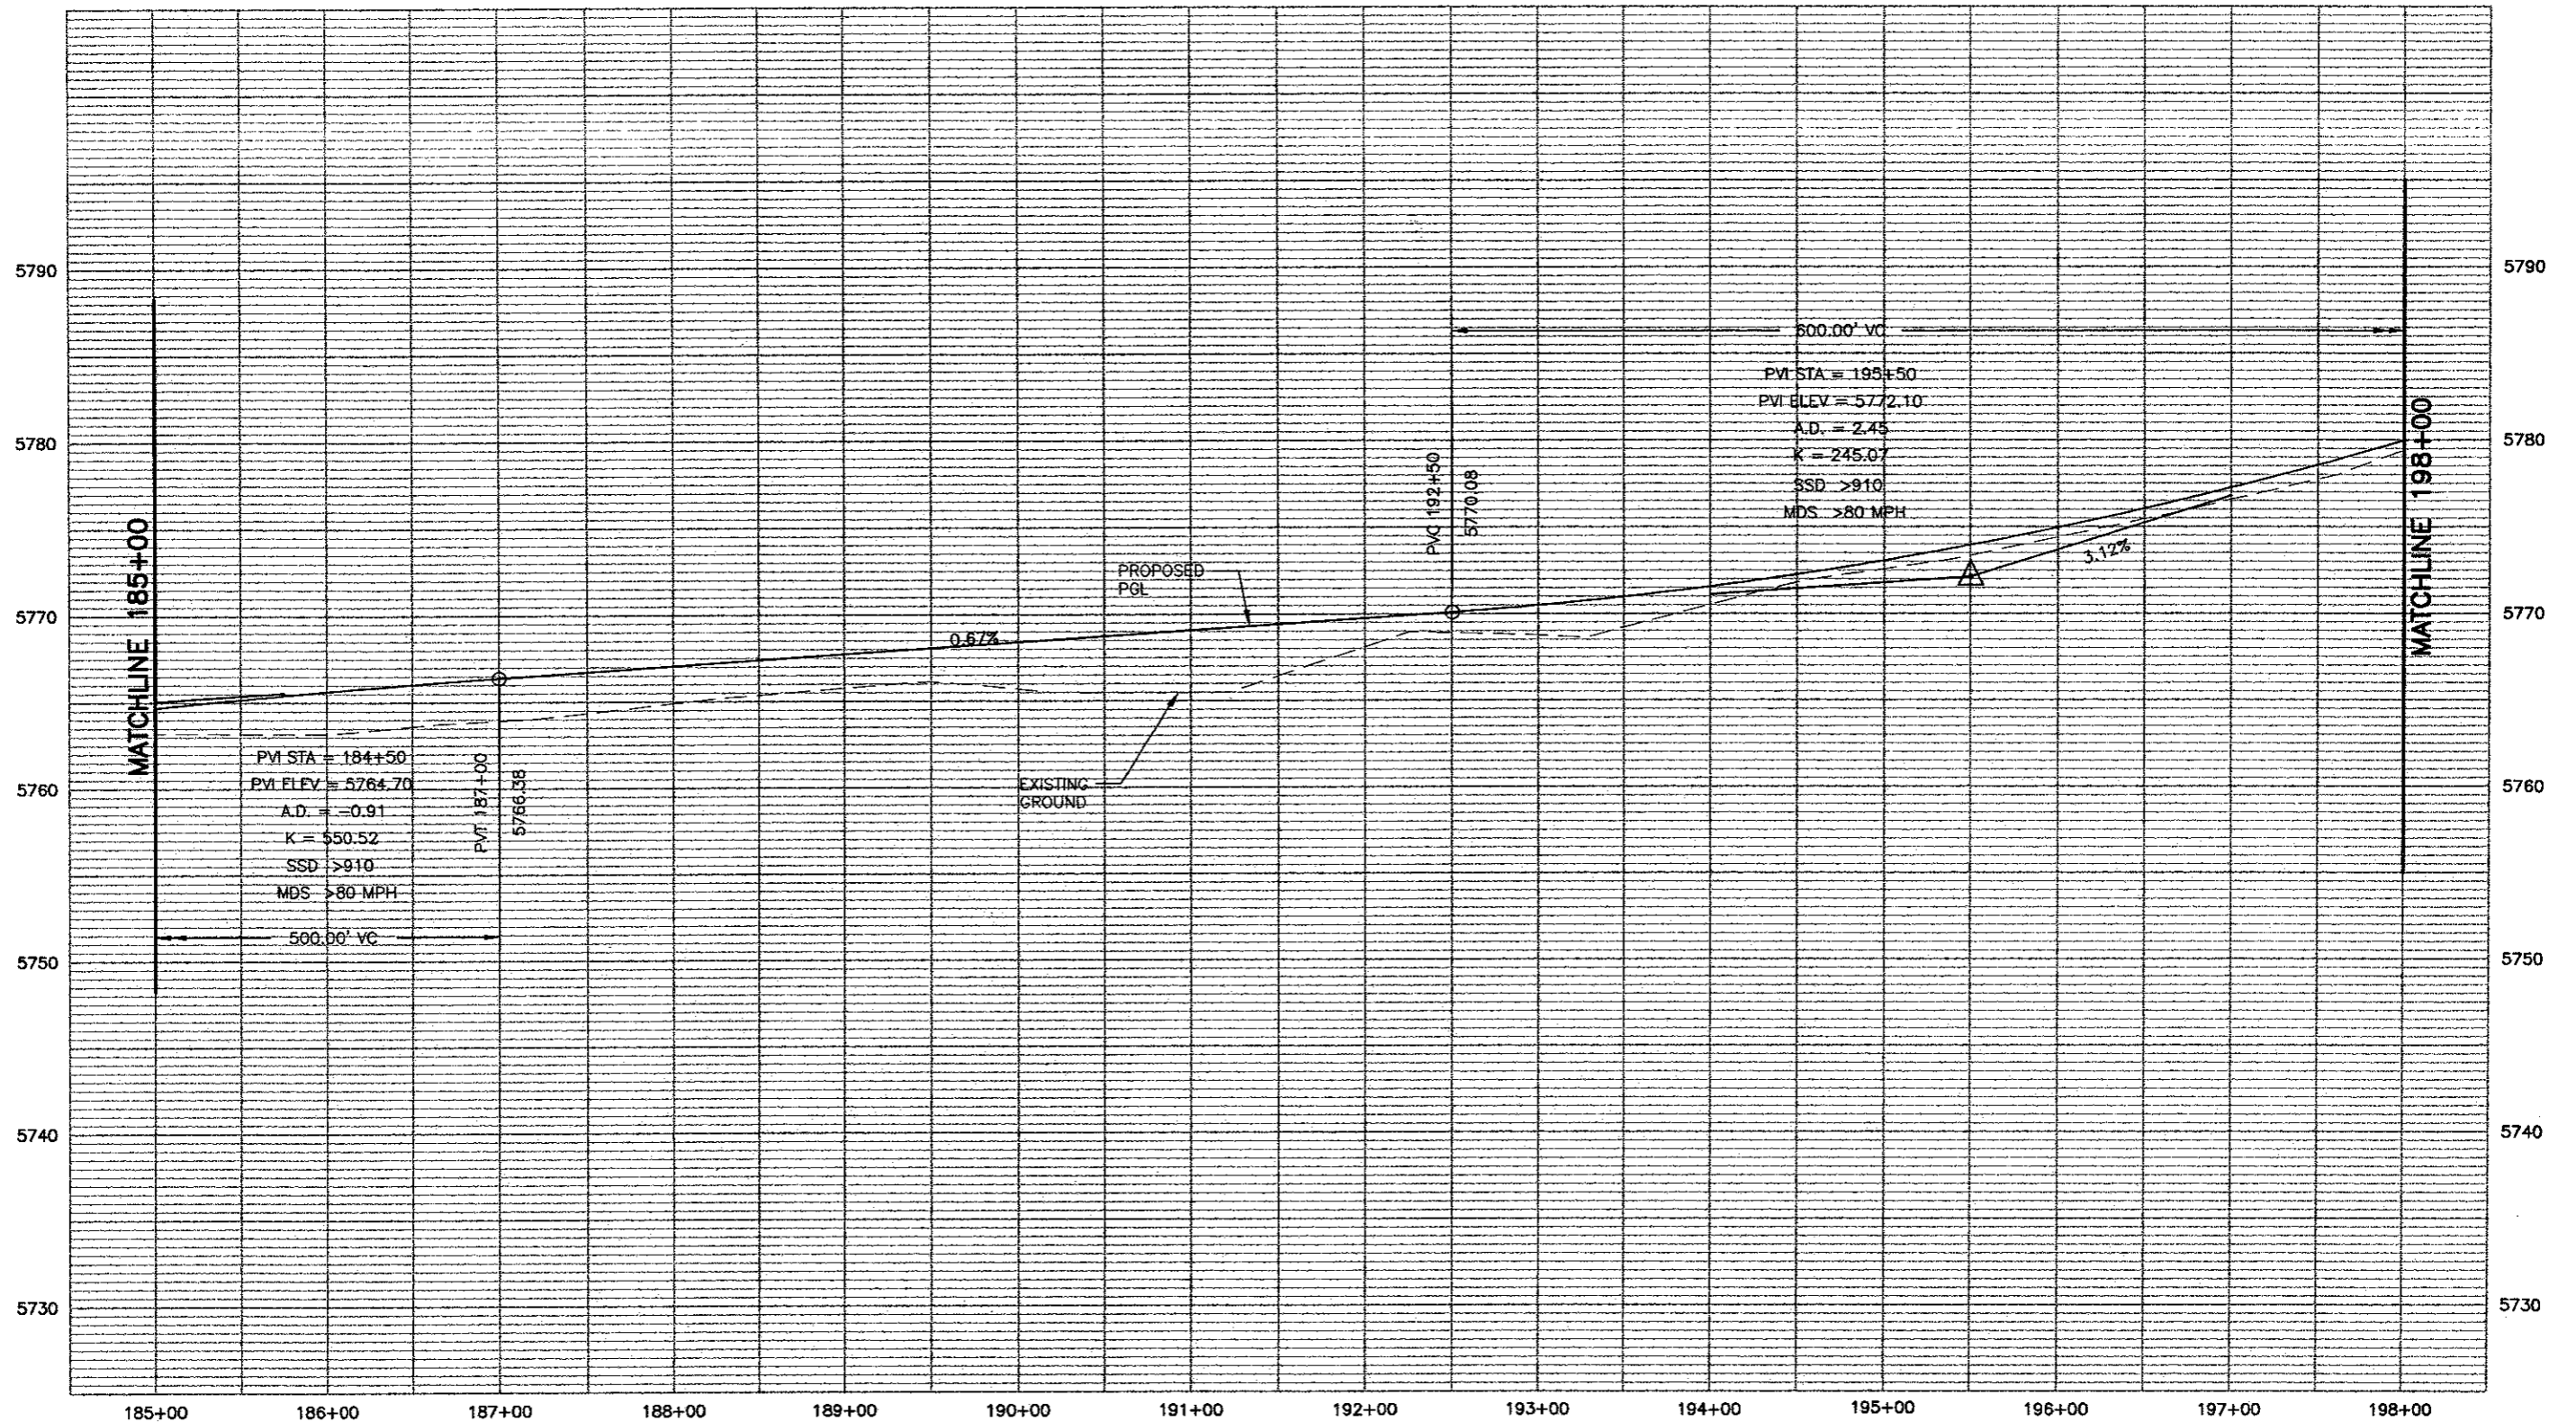 5790
5780
5770
5760
5750
5740
5730
MATCHLINE 185+00
PVI STA = 184+50
PVI ELEV = 5764.70
A.D. = -0.91
K = 550.52
SSD >910
MDS >80 MPH
500.00' VC
PVT 187+00
5766.38
0.67%
PROPOSED
PGL
EXISTING
GROUND
PVC 192+50
5770.08
600.00' VC
PVI STA = 195+50
PVI ELEV = 5772.10
A.D. = 2.45
K = 245.07
SSD >910
MDS >80 MPH
3.12%
MATCHLINE 198+00
5790
5780
5770
5760
5750
5740
5730
185+00 186+00 187+00 188+00 189+00 190+00 191+00 192+00 193+00 194+00 195+00 196+00 197+00 198+00